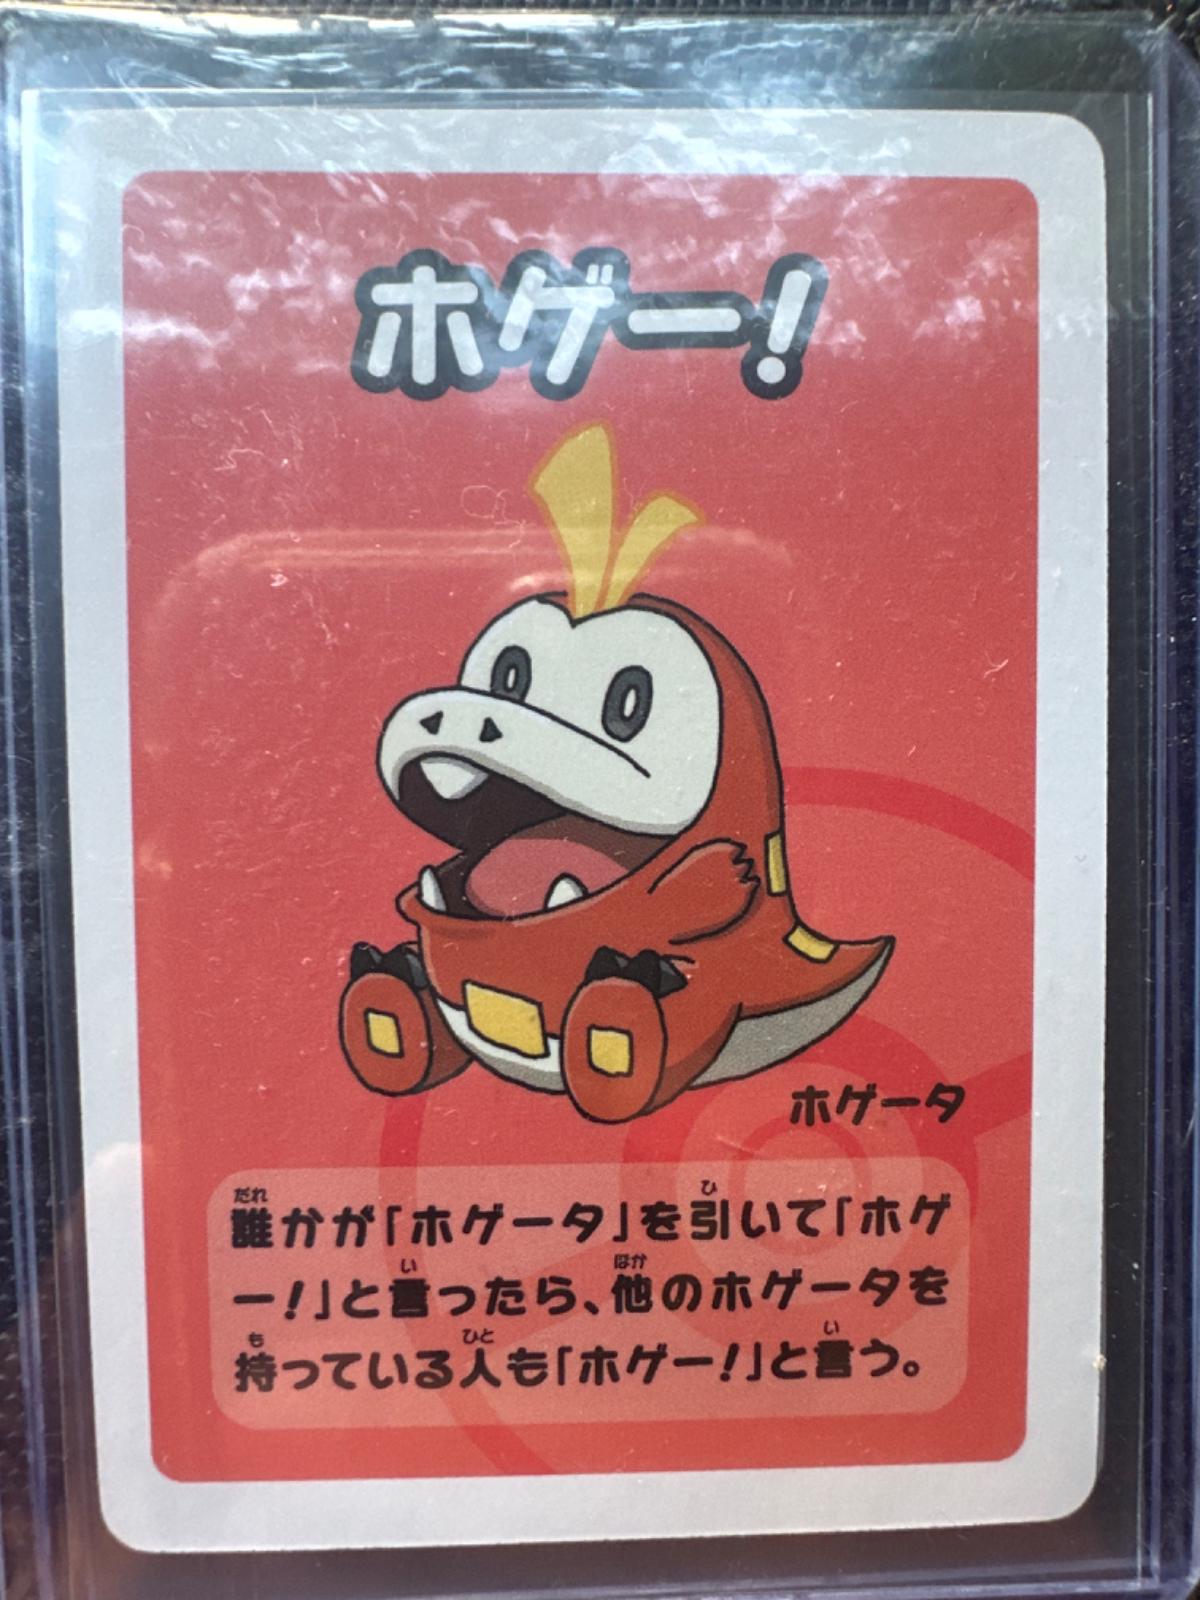 ホゲー!
ホゲータ
誰かが「ホゲータ」を引いて「ホゲ
ー!」と言ったら、他のホゲータを
持っている人も「ホゲー!」と言う。